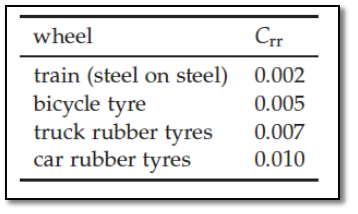 wheel Crr
train (steel on steel) 0.002
bicycle tyre 0.005
truck rubber tyres 0.007
car rubber tyres 0.010